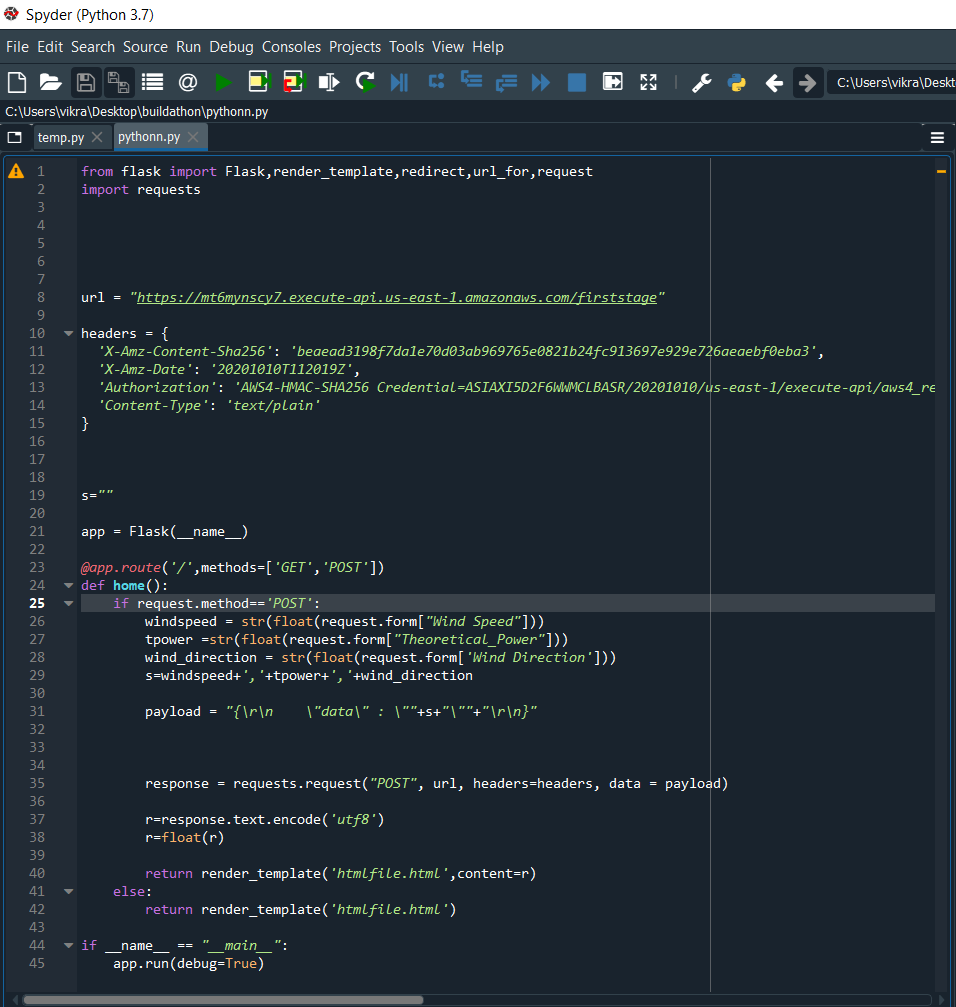 Spyder (Python 3.7)
File Edit Search Source Run Debug Consoles Projects Tools View Help
C:\Users\vikra\Deskt
C:\Users\vikra\Desktop\buildathon\pythonn.py
temp.py pythonn.py
1 from flask import Flask,render_template,redirect,url_for,request
2 import requests
3
4
5
6
7
8 url = "https://mt6mynscy7.execute-api.us-east-1.amazonaws.com/firststage"
9
10 headers = {
11 'X-Amz-Content-Sha256': 'beaead3198f7da1e70d03ab969765e0821b24fc913697e929e726aeaebf0eba3',
12 'X-Amz-Date': '20201010T112019Z',
13 'Authorization': 'AWS4-HMAC-SHA256 Credential=ASIAXI5D2F6WWMCLBASR/20201010/us-east-1/execute-api/aws4_re
14 'Content-Type': 'text/plain'
15 }
16
17
18
19 s=""
20
21 app = Flask(__name__)
22
23 @app.route('/',methods=['GET','POST'])
24 def home():
25 if request.method=='POST':
26 windspeed = str(float(request.form["Wind Speed"]))
27 tpower =str(float(request.form["Theoretical_Power"]))
28 wind_direction = str(float(request.form['Wind Direction']))
29 s=windspeed+','+tpower+','+wind_direction
30
31 payload = "{\r\n    \"data\" : \""+s+"\""+"\r\n}"
32
33
34
35 response = requests.request("POST", url, headers=headers, data = payload)
36
37 r=response.text.encode('utf8')
38 r=float(r)
39
40 return render_template('htmlfile.html',content=r)
41 else:
42 return render_template('htmlfile.html')
43
44 if __name__ == "__main__":
45 app.run(debug=True)